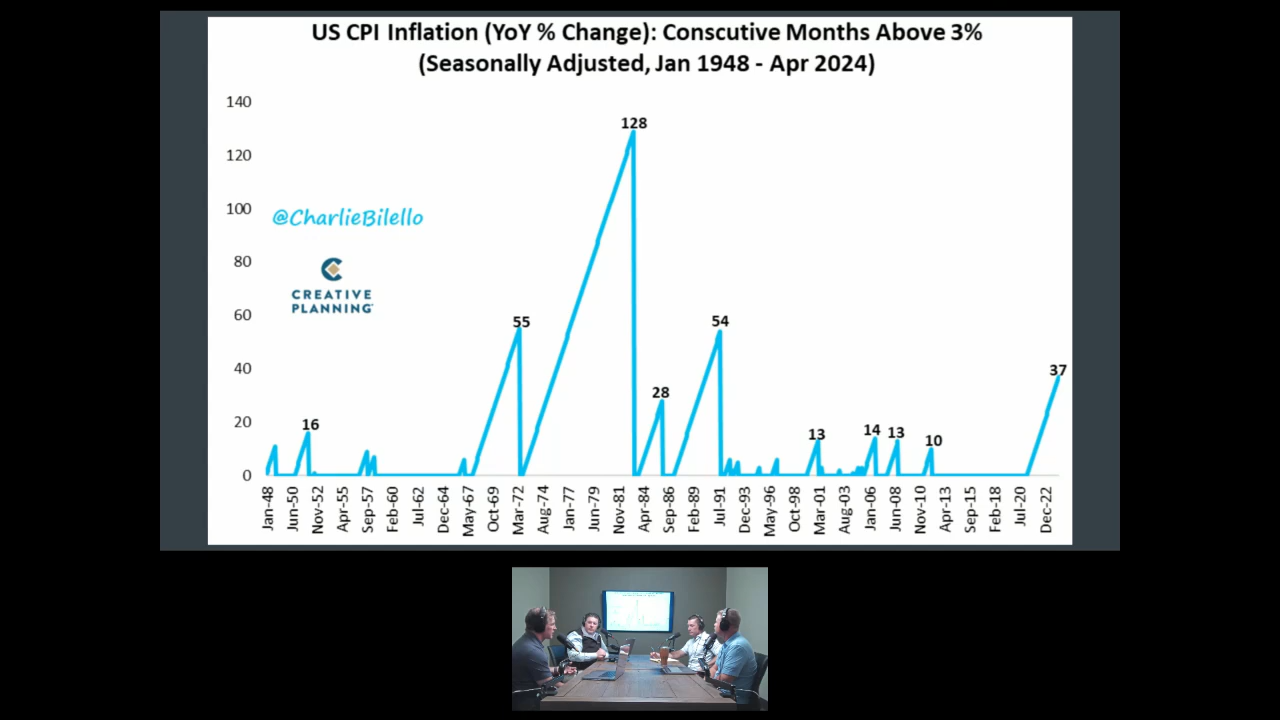 US CPI Inflation (YoY % Change): Conscutive Months Above 3%
(Seasonally Adjusted, Jan 1948 - Apr 2024)
140
120
100
80
60
40
20
0
@CharlieBilello
CREATIVE
PLANNING
16
55
128
28
54
13
14
13
10
37
Jan-48
Jun-50
Nov-52
Apr-55
Sep-57
Feb-60
Jul-62
Dec-64
May-67
Oct-69
Mar-72
Aug-74
Jan-77
Jun-79
Nov-81
Apr-84
Sep-86
Feb-89
Jul-91
Dec-93
May-96
Oct-98
Mar-01
Aug-03
Jan-06
Jun-08
Nov-10
Apr-13
Sep-15
Feb-18
Jul-20
Dec-22